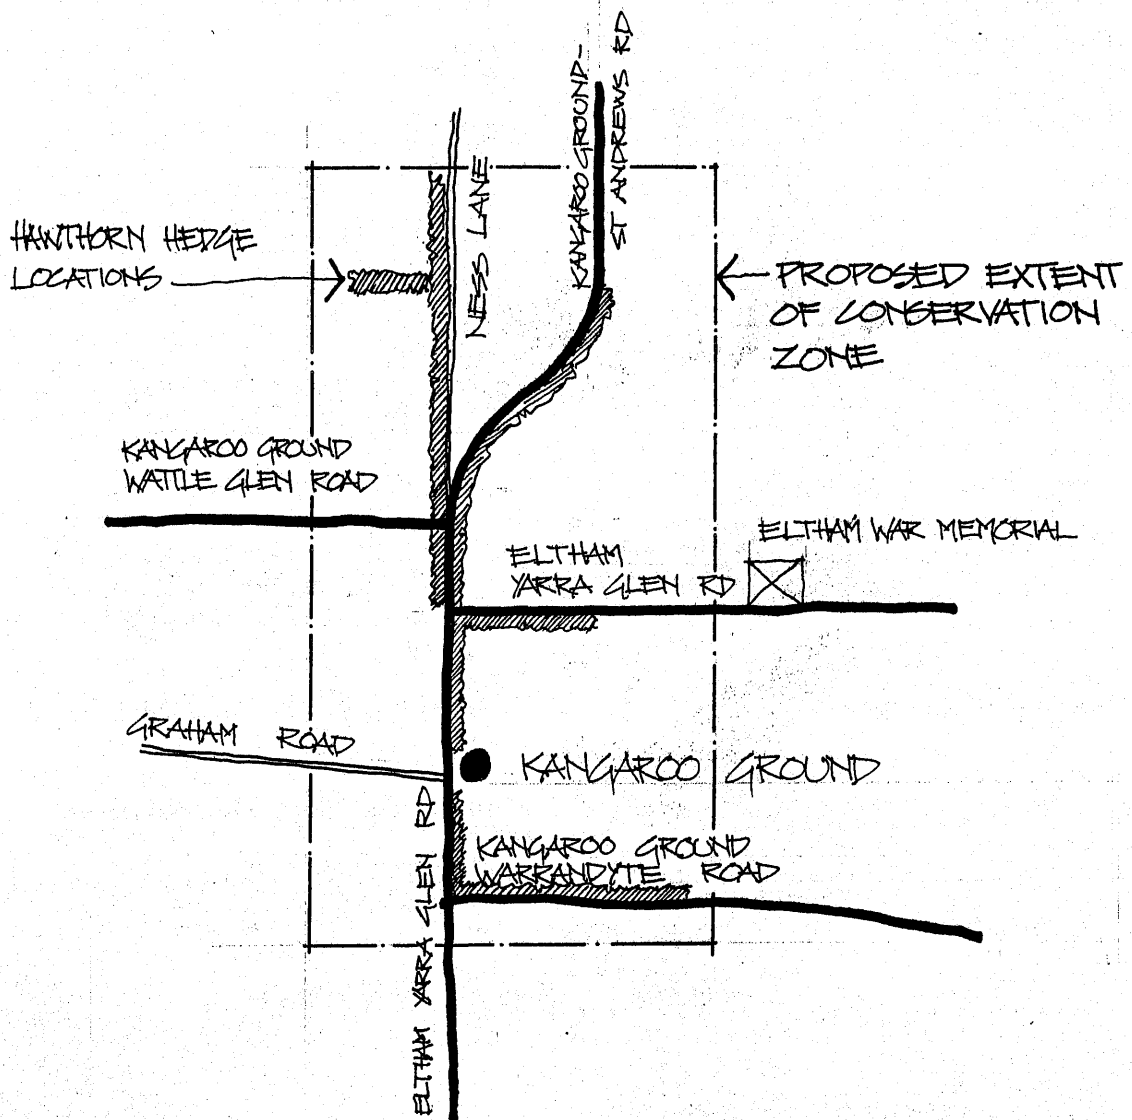 KANGAROO GROUND-
ST ANDREWS RD
NESS LANE
HAWTHORN HEDGE
LOCATIONS
PROPOSED EXTENT
OF CONSERVATION
ZONE
KANGAROO GROUND
WATTLE GLEN ROAD
ELTHAM WAR MEMORIAL
ELTHAM
YARRA GLEN RD
GRAHAM ROAD
KANGAROO GROUND
KANGAROO GROUND
WARRANDYTE ROAD
ELTHAM YARRA GLEN RD